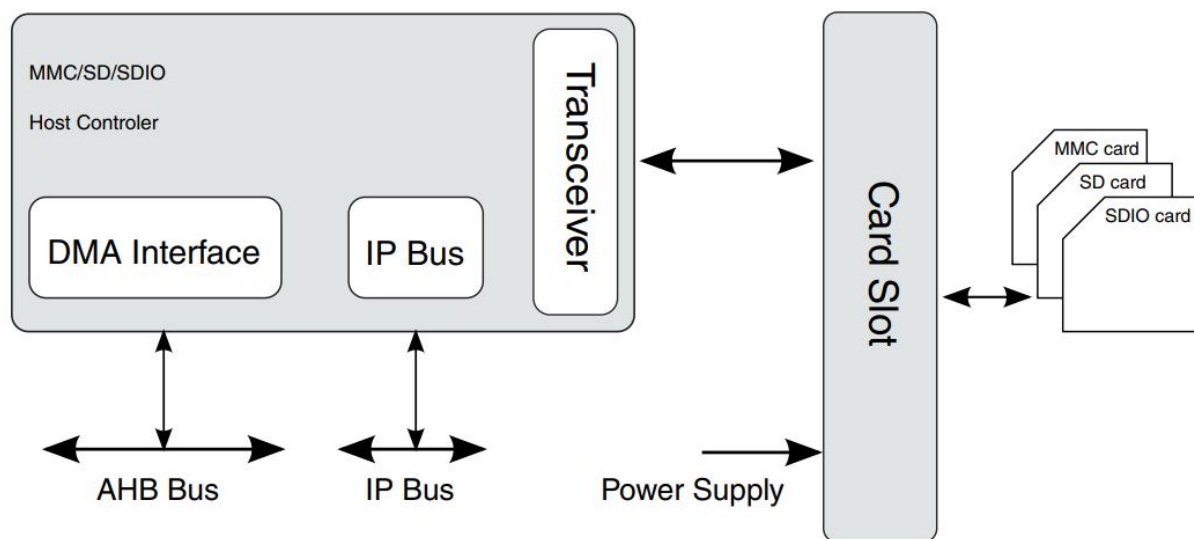 MMC/SD/SDIO
Host Controler
Transceiver
DMA Interface
IP Bus
Card Slot
MMC card
SD card
SDIO card
AHB Bus
IP Bus
Power Supply